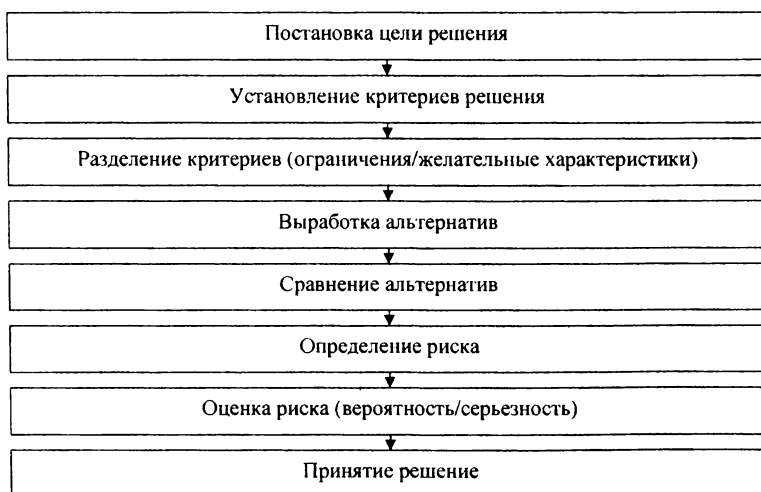 Постановка цели решения
Установление критериев решения
Разделение критериев (ограничения/желательные характеристики)
Выработка альтернатив
Сравнение альтернатив
Определение риска
Оценка риска (вероятность/серьезность)
Принятие решение